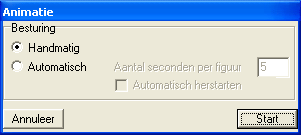 Animatie
Besturing
Handmatig
Automatisch Aantal seconden per figuur 5
Automatisch herstarten
Annuleer Start